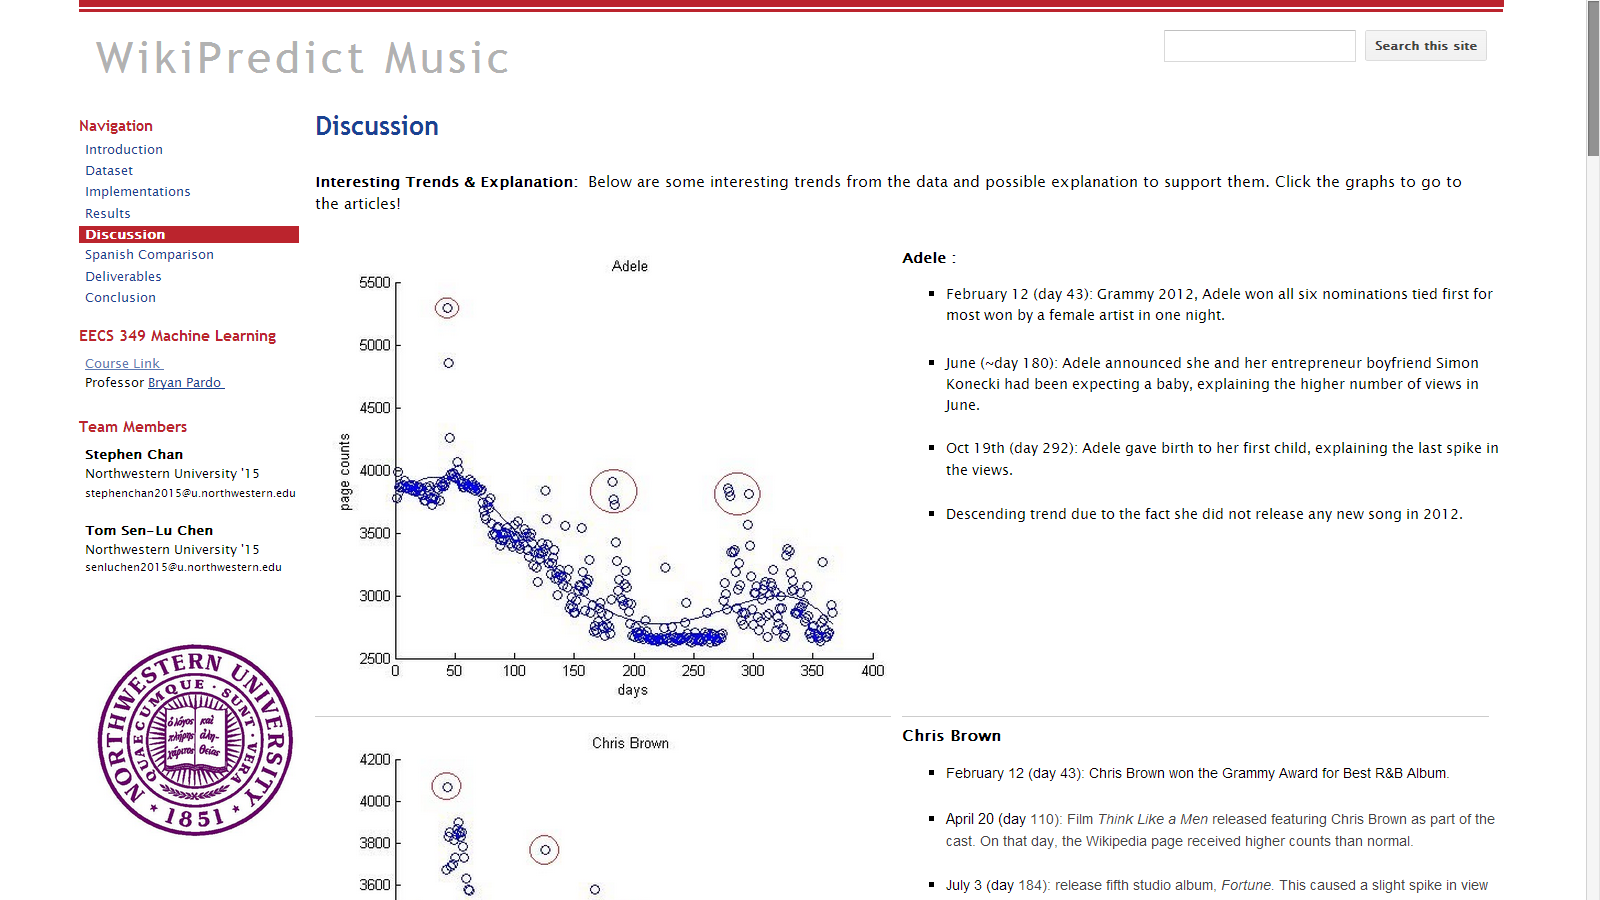 WikiPredict Music
Search this site
Navigation
Introduction
Dataset
Implementations
Results
Discussion
Spanish Comparison
Deliverables
Conclusion
EECS 349 Machine Learning
Course Link
Professor Bryan Pardo
Team Members
Stephen Chan
Northwestern University '15
stephenchan2015@u.northwestern.edu
Tom Sen-Lu Chen
Northwestern University '15
senluchen2015@u.northwestern.edu
NORTHWESTERN UNIVERSITY
QUAECUMQUE · SUNT · VERA
ὁ λόγος καὶ
πλήρης ἀλη-
χάριτος θείας
★ 1851 ★
Discussion
Interesting Trends & Explanation: Below are some interesting trends from the data and possible explanation to support them. Click the graphs to go to
the articles!
Adele
5500
5000
4500
4000
3500
3000
2500
page counts
0 50 100 150 200 250 300 350 400
days
Adele :
▪ February 12 (day 43): Grammy 2012, Adele won all six nominations tied first for
most won by a female artist in one night.
▪ June (~day 180): Adele announced she and her entrepreneur boyfriend Simon
Konecki had been expecting a baby, explaining the higher number of views in
June.
▪ Oct 19th (day 292): Adele gave birth to her first child, explaining the last spike in
the views.
▪ Descending trend due to the fact she did not release any new song in 2012.
Chris Brown
4200
4000
3800
3600
Chris Brown
▪ February 12 (day 43): Chris Brown won the Grammy Award for Best R&B Album.
▪ April 20 (day 110): Film Think Like a Men released featuring Chris Brown as part of the
cast. On that day, the Wikipedia page received higher counts than normal.
▪ July 3 (day 184): release fifth studio album, Fortune. This caused a slight spike in view